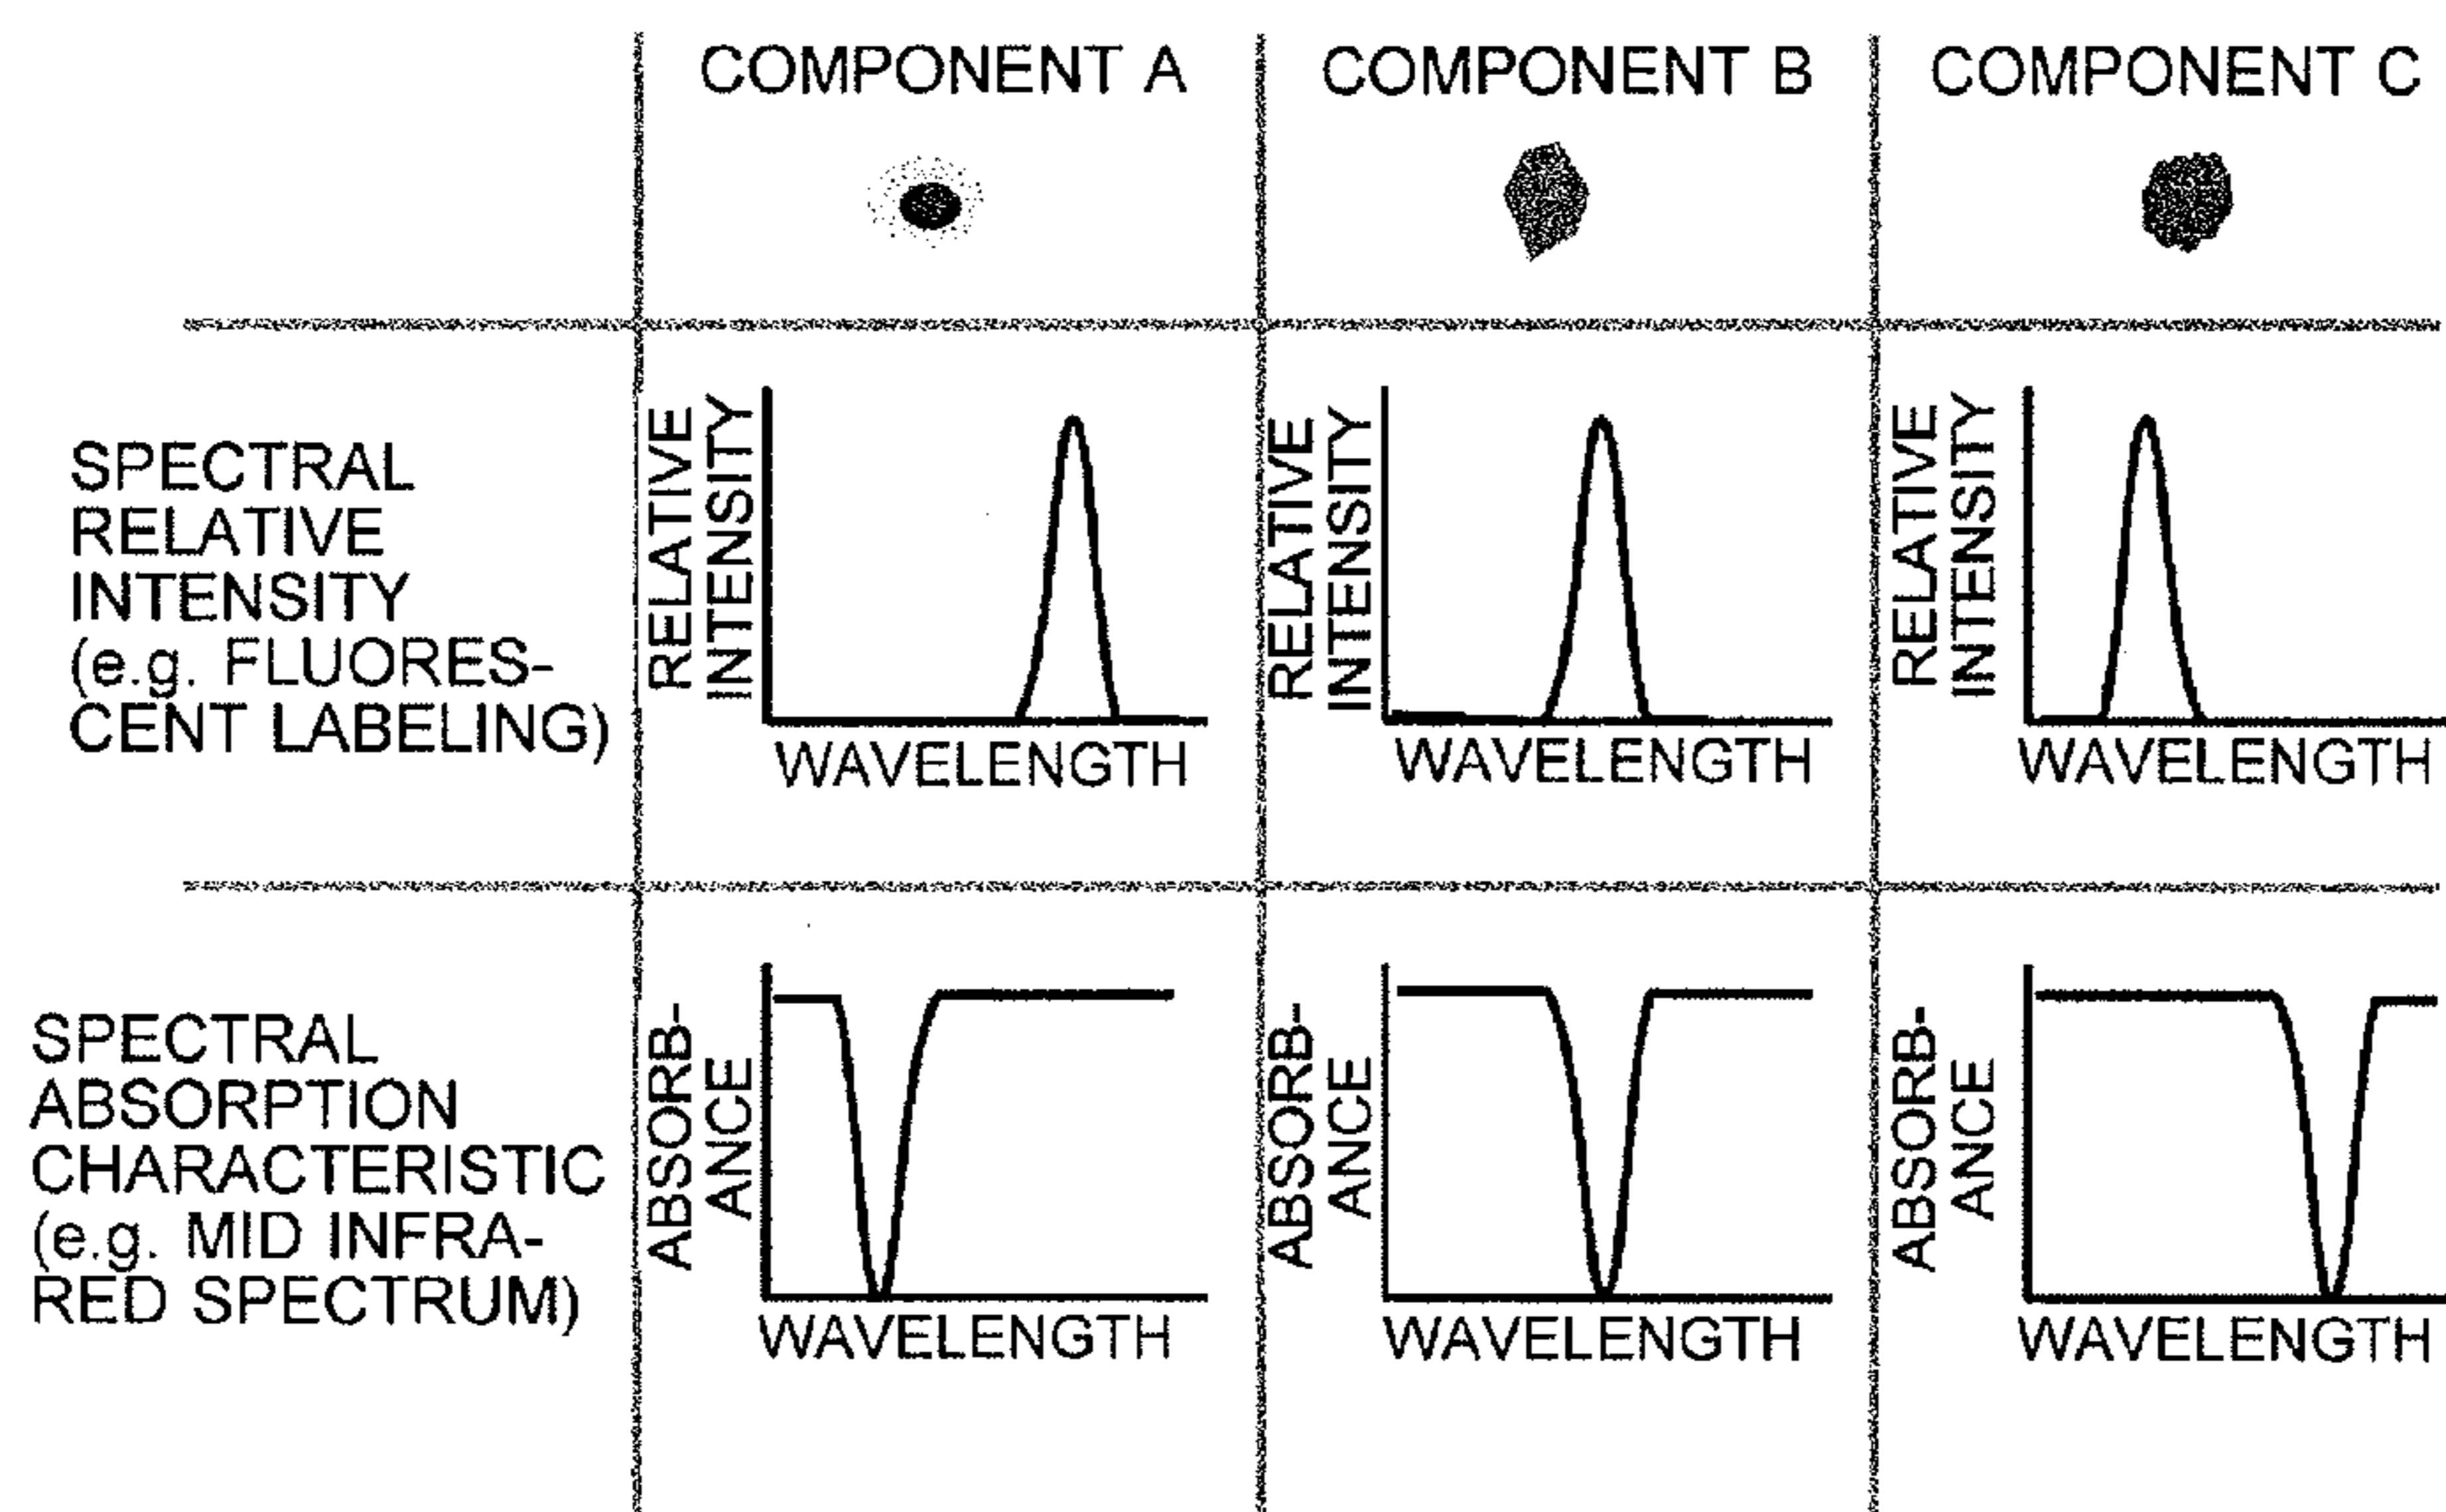 COMPONENT A
COMPONENT B
COMPONENT C
SPECTRAL
RELATIVE
INTENSITY
(e.g. FLUORES-
CENT LABELING)
RELATIVE
INTENSITY
WAVELENGTH
RELATIVE
INTENSITY
WAVELENGTH
RELATIVE
INTENSITY
WAVELENGTH
SPECTRAL
ABSORPTION
CHARACTERISTIC
(e.g. MID INFRA-
RED SPECTRUM)
ABSORB-
ANCE
WAVELENGTH
ABSORB-
ANCE
WAVELENGTH
ABSORB-
ANCE
WAVELENGTH